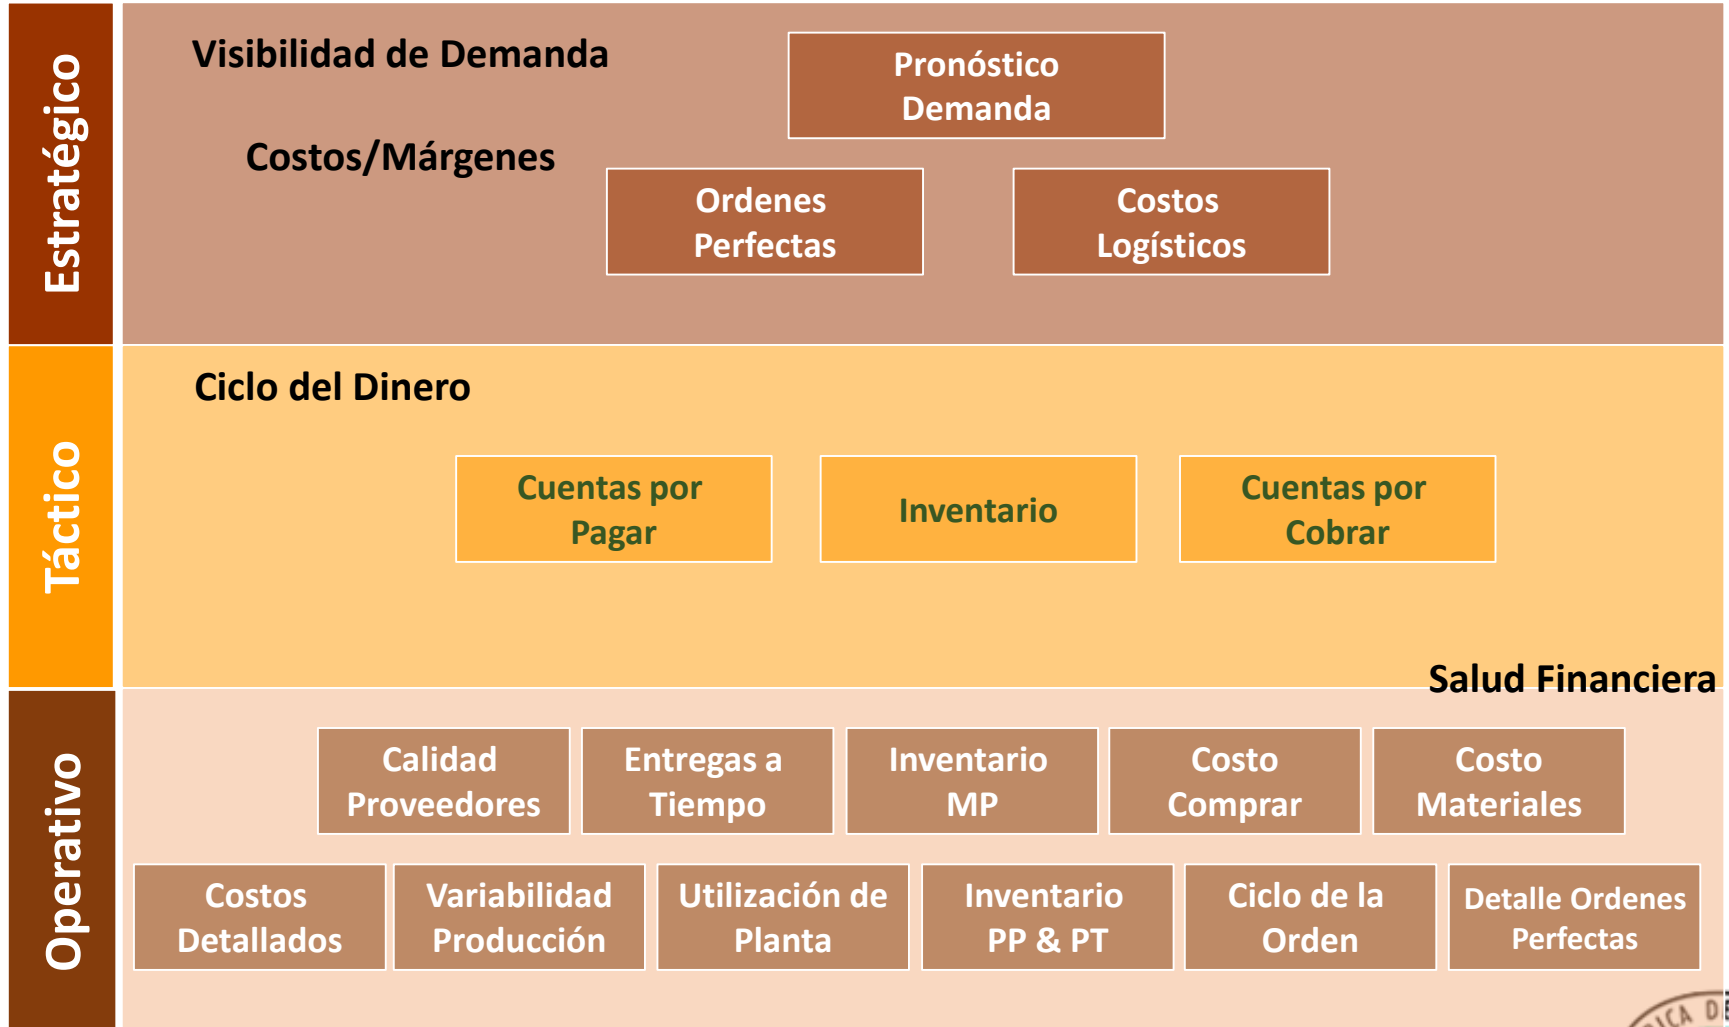 Estratégico
Visibilidad de Demanda
Costos/Márgenes
Pronóstico
Demanda
Ordenes
Perfectas
Costos
Logísticos
Táctico
Ciclo del Dinero
Cuentas por
Pagar
Inventario
Cuentas por
Cobrar
Salud Financiera
Operativo
Calidad
Proveedores
Entregas a
Tiempo
Inventario
MP
Costo
Comprar
Costo
Materiales
Costos
Detallados
Variabilidad
Producción
Utilización de
Planta
Inventario
PP & PT
Ciclo de la
Orden
Detalle Ordenes
Perfectas